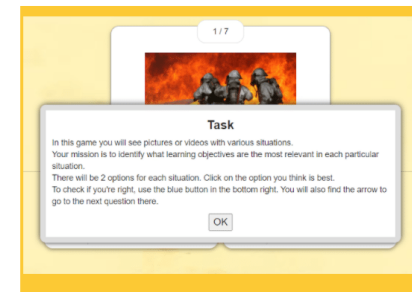 1 / 7
Task
In this game you will see pictures or videos with various situations.
Your mission is to identify what learning objectives are the most relevant in each particular
situation.
There will be 2 options for each situation. Click on the option you think is best.
To check if you're right, use the blue button in the bottom right. You will also find the arrow to
go to the next question there.
OK